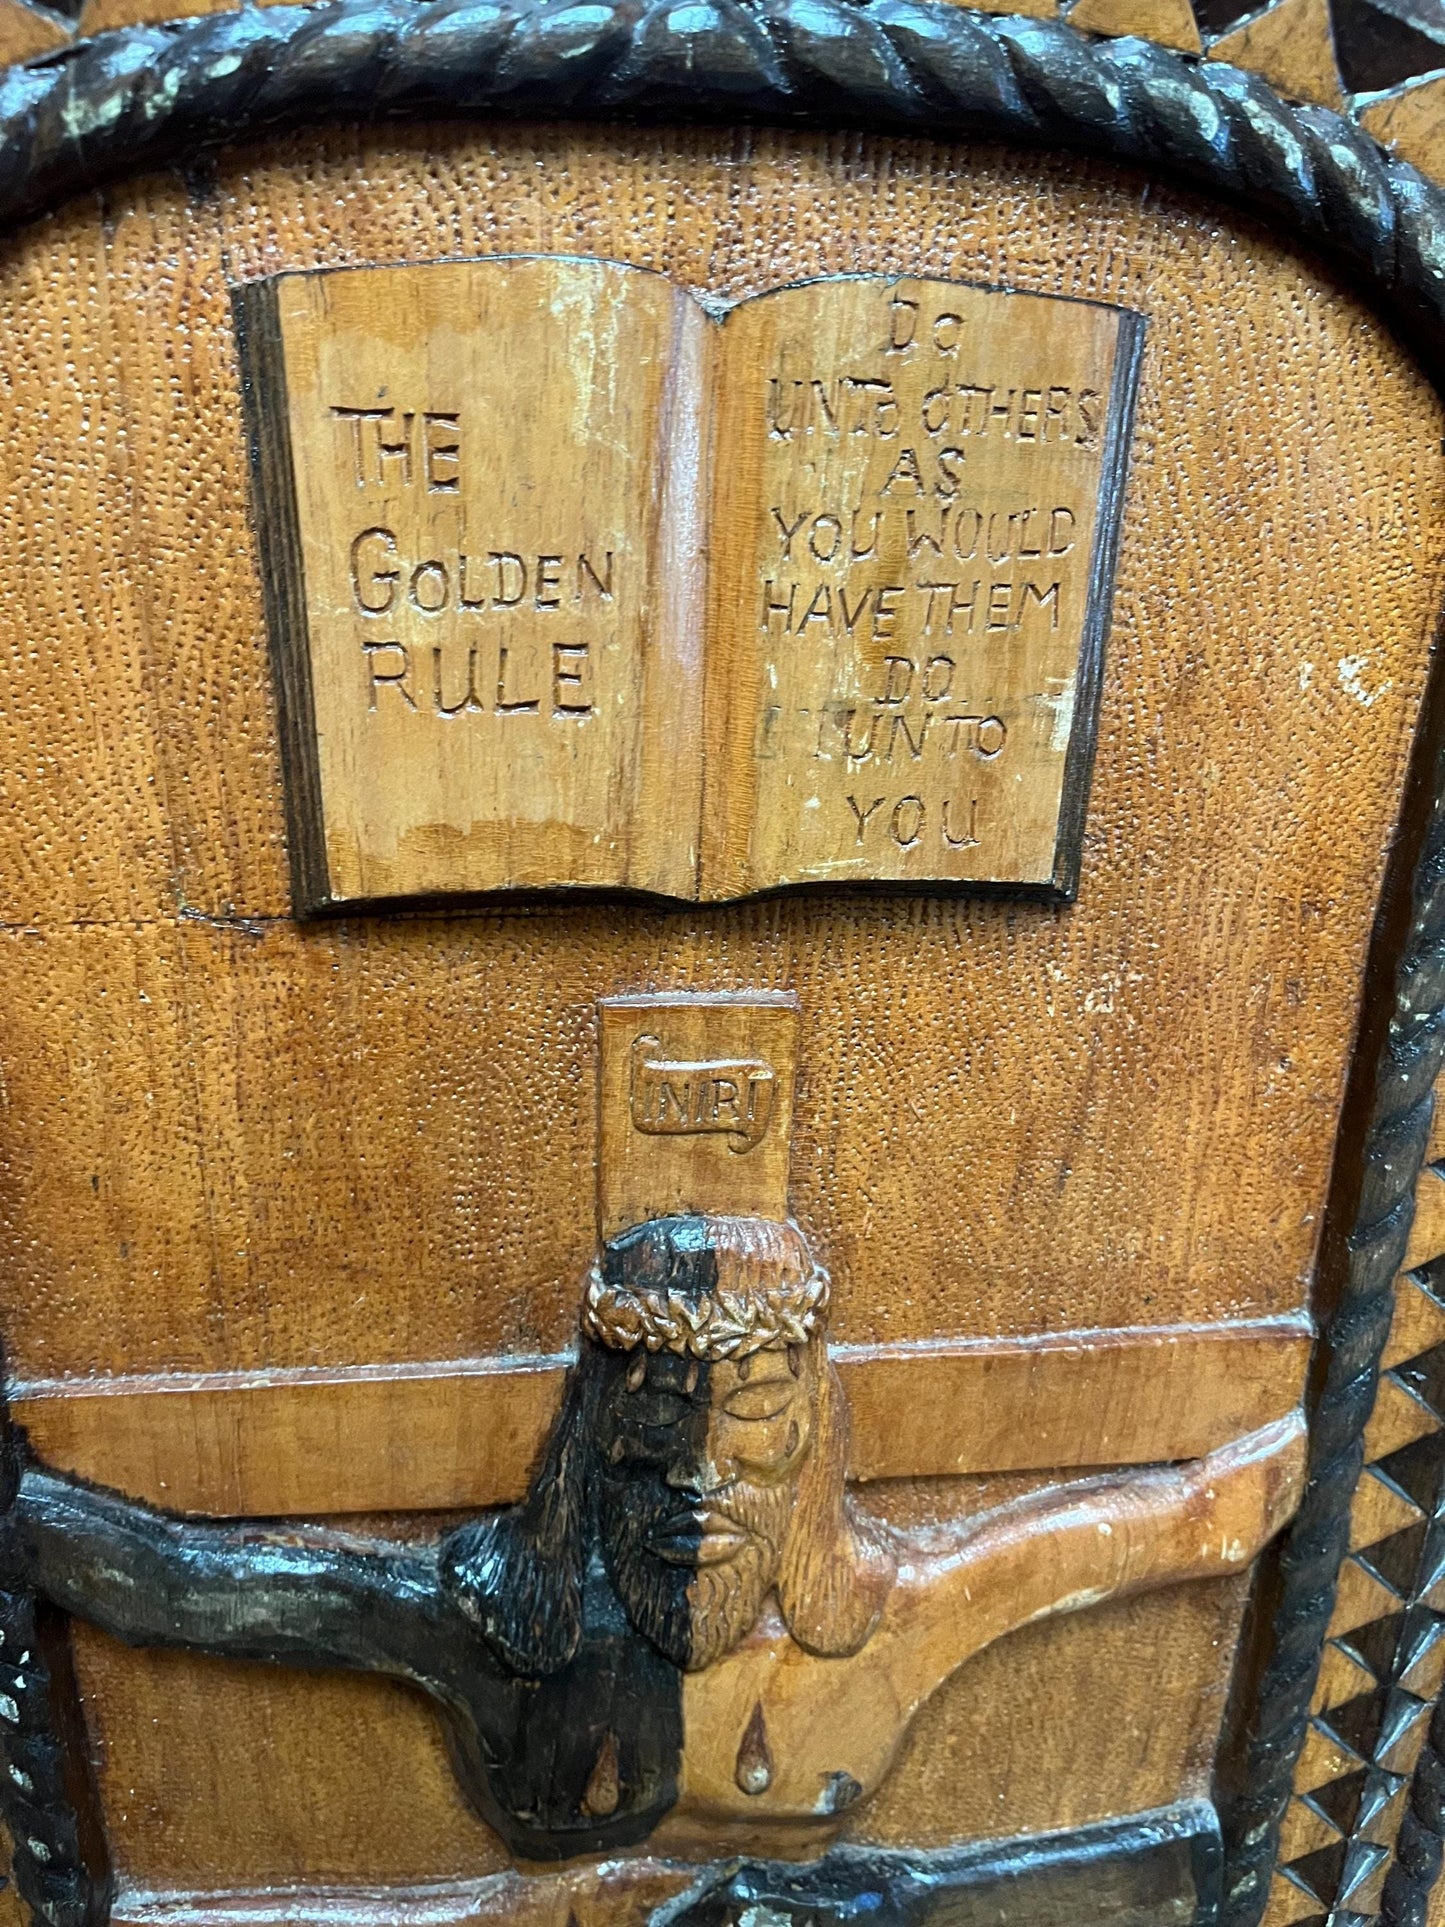 THE
GOLDEN
RULE
Do
UNTo OTHERS
AS
YOU WOULD
HAVE THEM
DO
UNTO
YOU
INRI